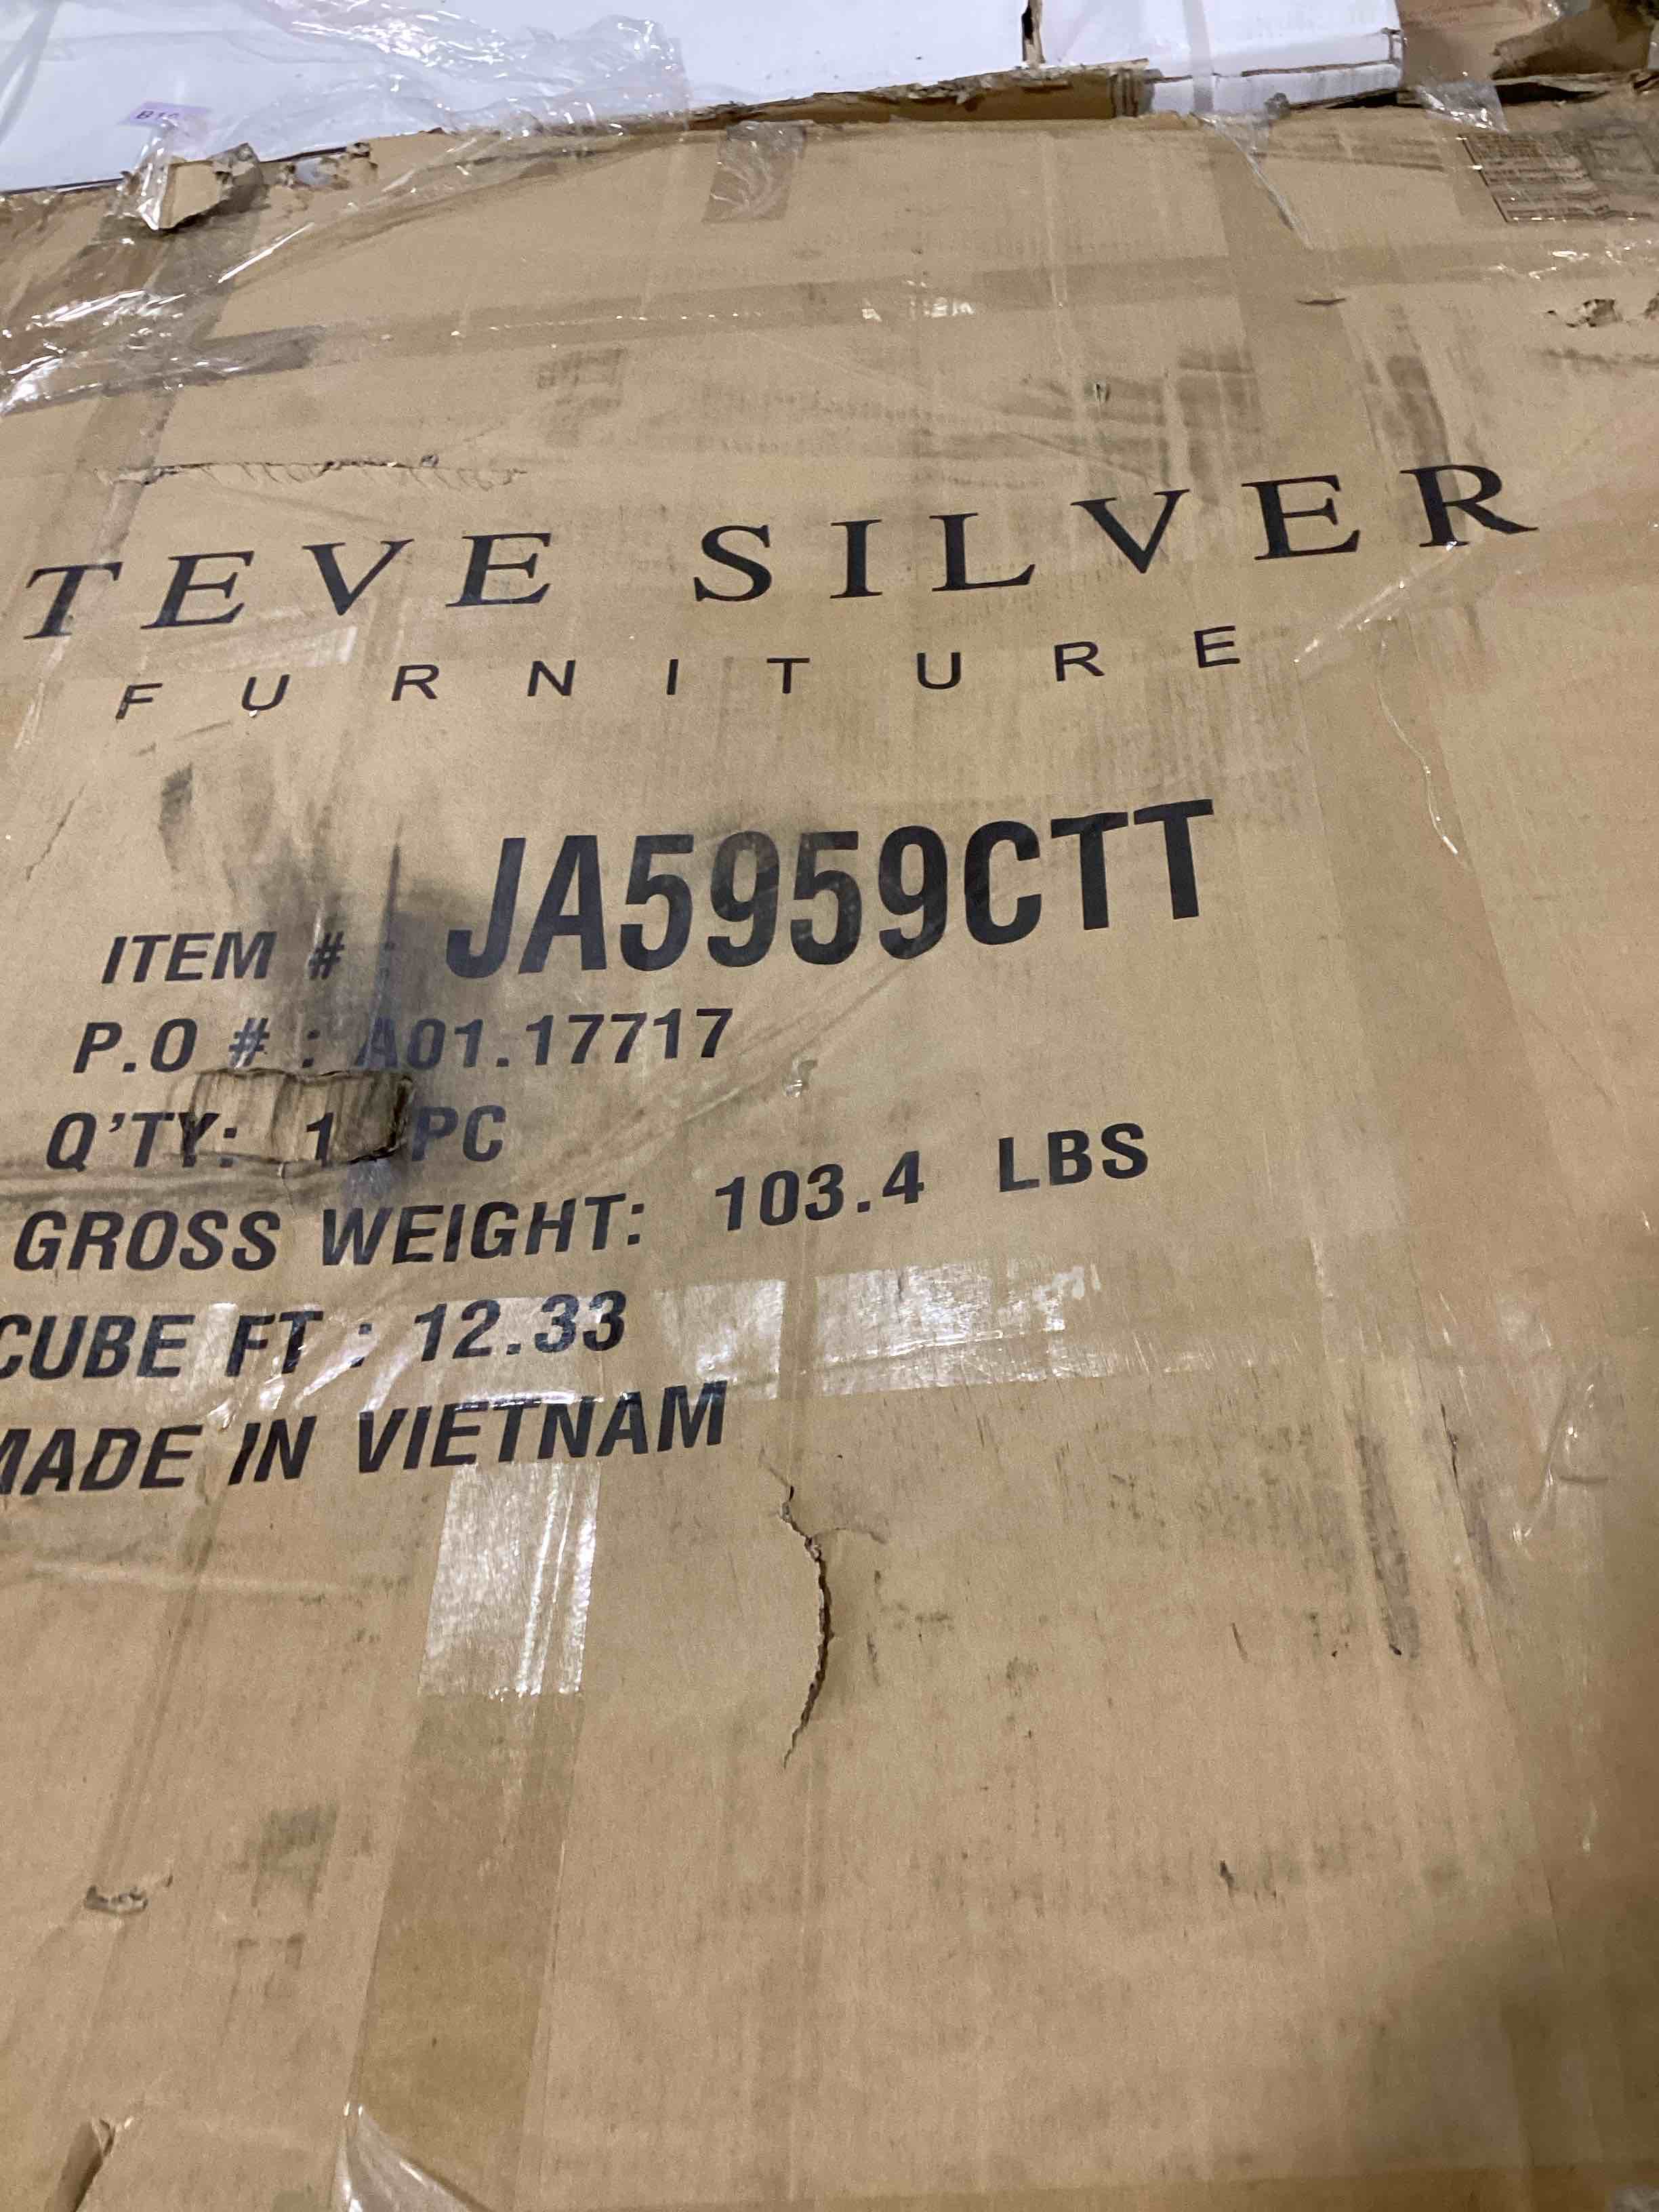 B10
TEVE SILVER
FURNITURE
ITEM # : JA5959CTT
P.O # : A01.17717
Q'TY: 1 PC
GROSS WEIGHT: 103.4 LBS
CUBE FT : 12.33
MADE IN VIETNAM